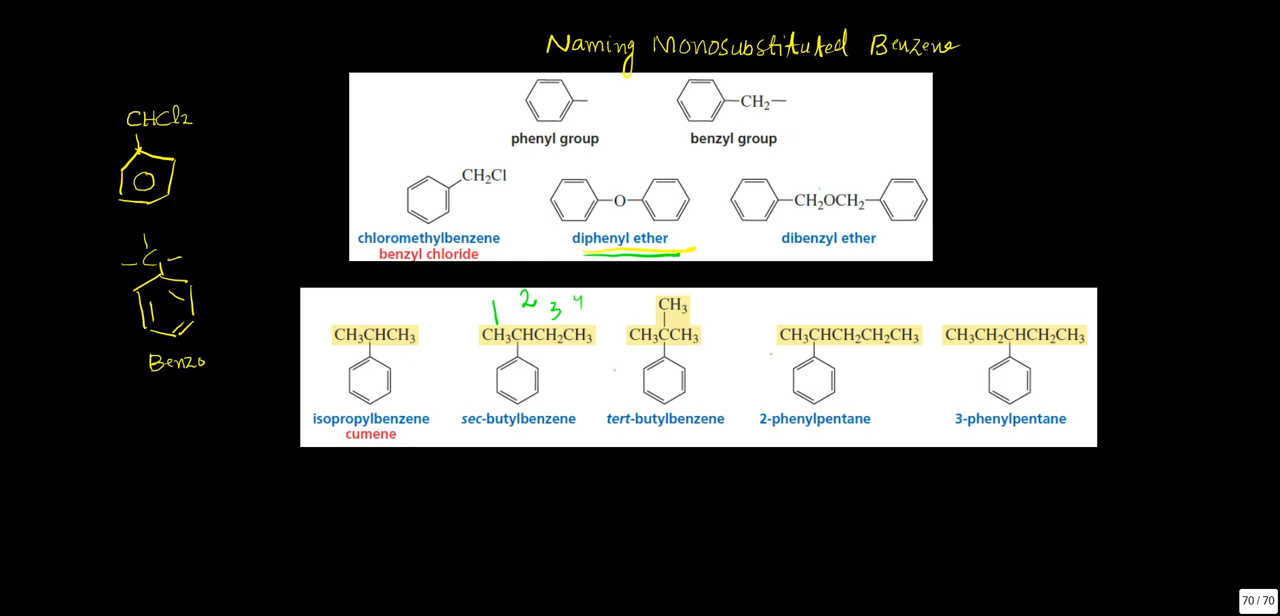 Naming Monosubstituted Benzene
CH₂—
phenyl group
benzyl group
CHCl2
CH₂Cl
O
CH₂OCH₂
chloromethylbenzene
benzyl chloride
diphenyl ether
dibenzyl ether
C
Benzo
1 2 3 4
CH₃
CH₃CHCH₃
CH₃CHCH₂CH₃
CH₃CCH₃
CH₃CHCH₂CH₂CH₃
CH₃CH₂CHCH₂CH₃
isopropylbenzene
cumene
sec-butylbenzene
tert-butylbenzene
2-phenylpentane
3-phenylpentane
70 / 70